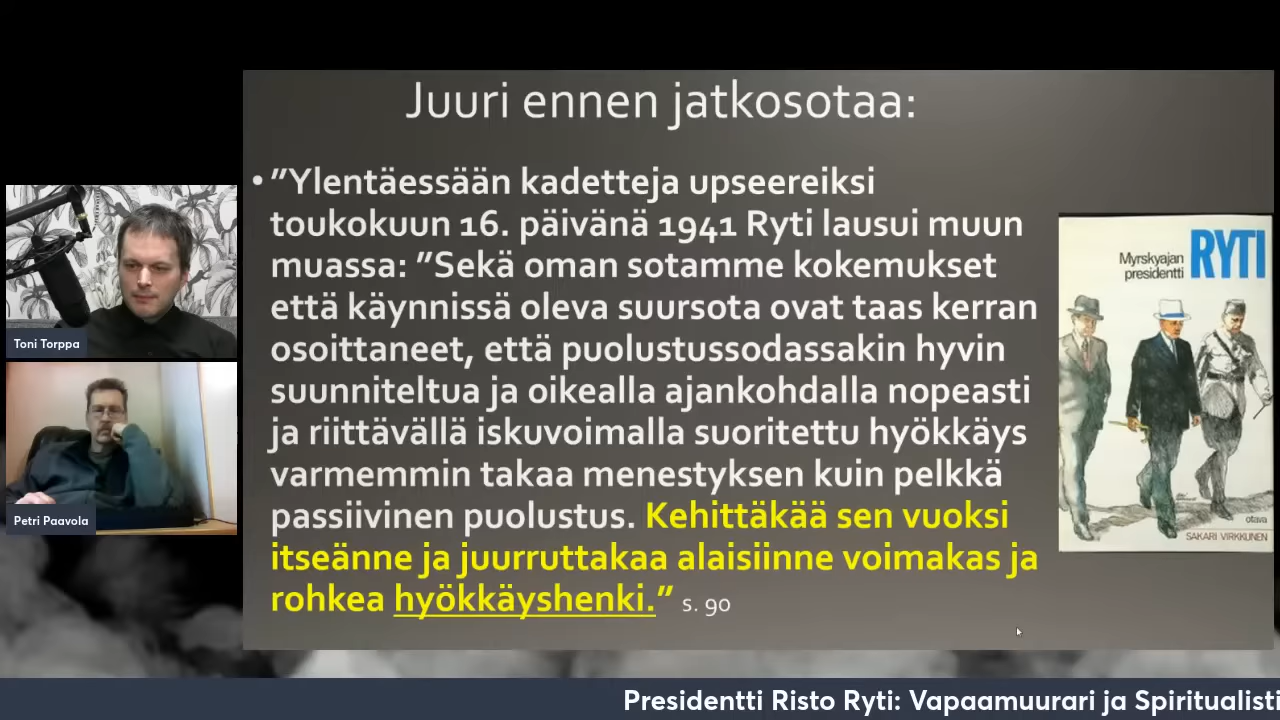 Juuri ennen jatkosotaa:
• ”Ylentäessään kadetteja upseereiksi
toukokuun 16. päivänä 1941 Ryti lausui muun
muassa: ”Sekä oman sotamme kokemukset
että käynnissä oleva suursota ovat taas kerran
osoittaneet, että puolustussodassakin hyvin
suunniteltua ja oikealla ajankohdalla nopeasti
ja riittävällä iskuvoimalla suoritettu hyökkäys
varmemmin takaa menestyksen kuin pelkkä
passiivinen puolustus. Kehittäkää sen vuoksi
itseänne ja juurruttakaa alaisiinne voimakas ja
rohkea hyökkäyshenki.” s. 90
Myrskyajan
presidentti
RYTI
otava
SAKARI VIRKKUNEN
Toni Torppa
Petri Paavola
Presidentti Risto Ryti: Vapaamuurari ja Spiritualisti